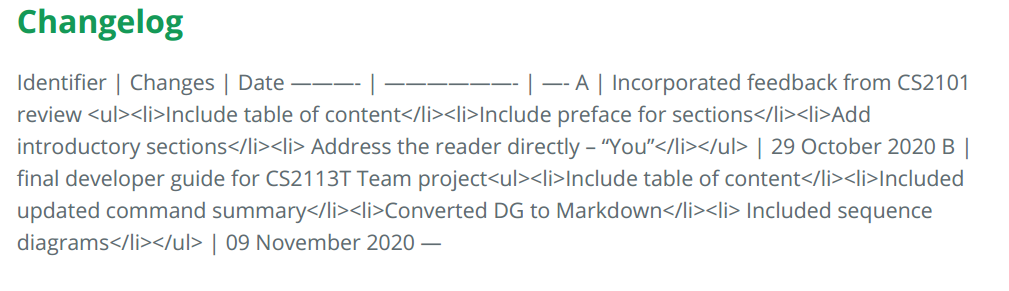 Changelog
Identifier | Changes | Date ———- | ——————- | —- A | Incorporated feedback from CS2101
review <ul><li>Include table of content</li><li>Include preface for sections</li><li>Add
introductory sections</li><li> Address the reader directly – “You”</li></ul> | 29 October 2020 B |
final developer guide for CS2113T Team project<ul><li>Include table of content</li><li>Included
updated command summary</li><li>Converted DG to Markdown</li><li> Included sequence
diagrams</li></ul> | 09 November 2020 —